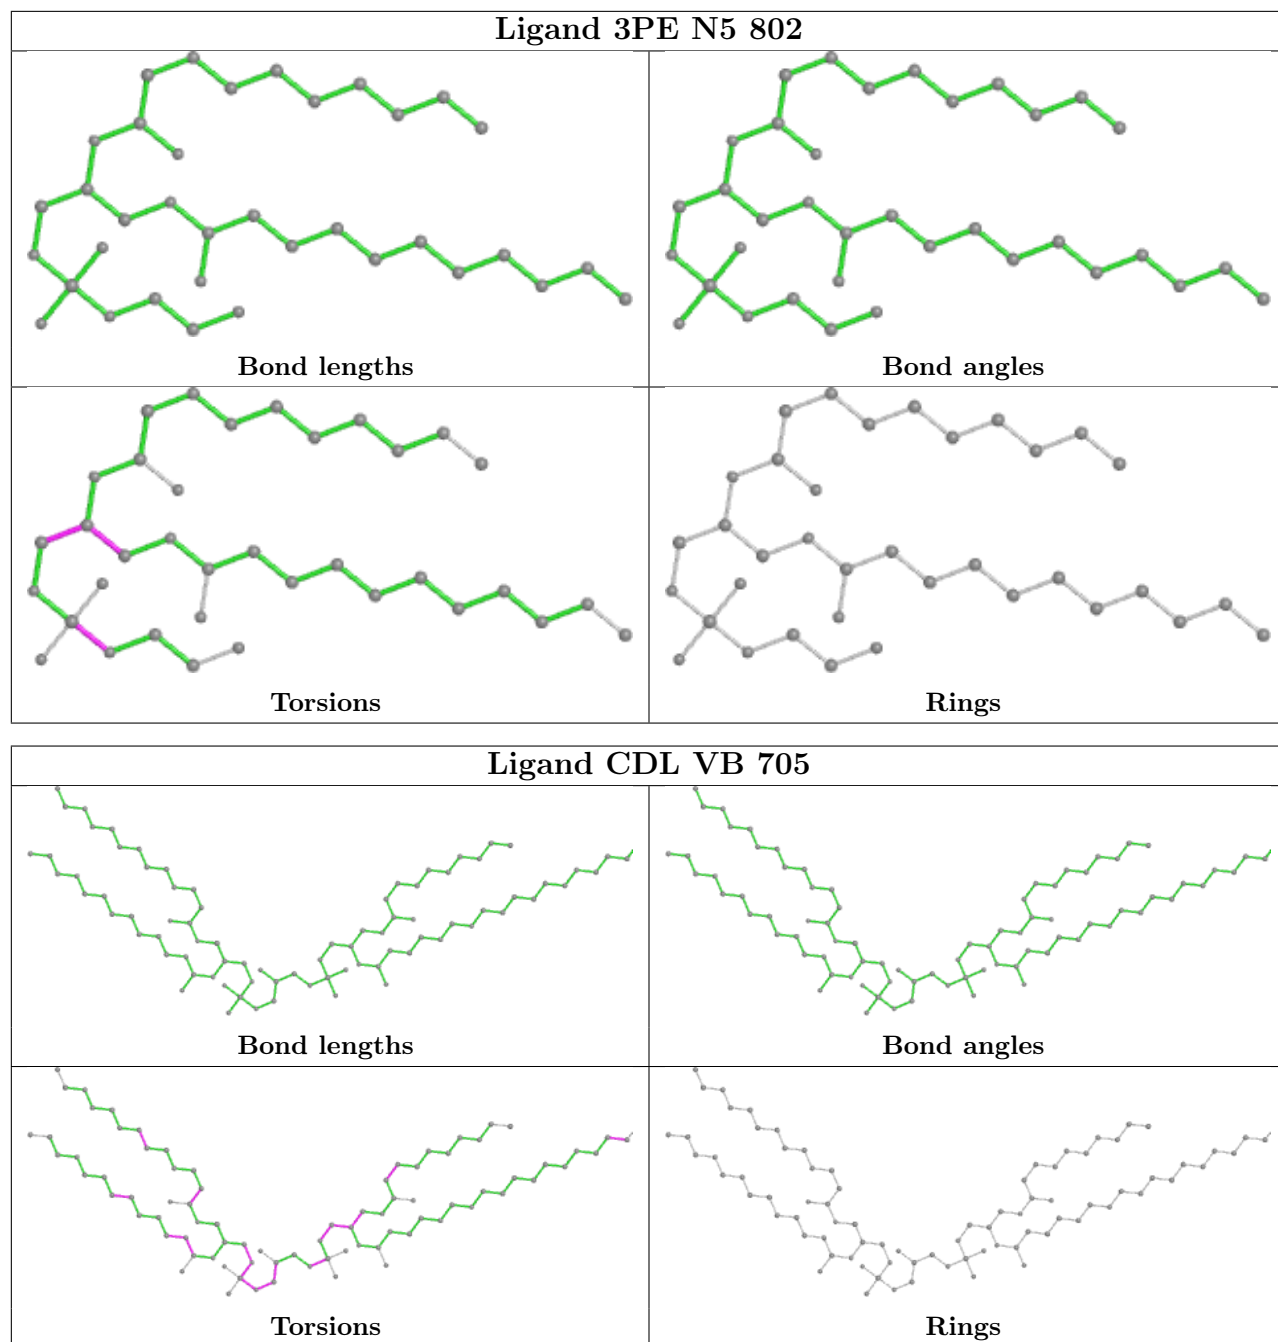 Ligand 3PE N5 802
Bond lengths
Bond angles
Torsions
Rings
Ligand CDL VB 705
Bond lengths
Bond angles
Torsions
Rings